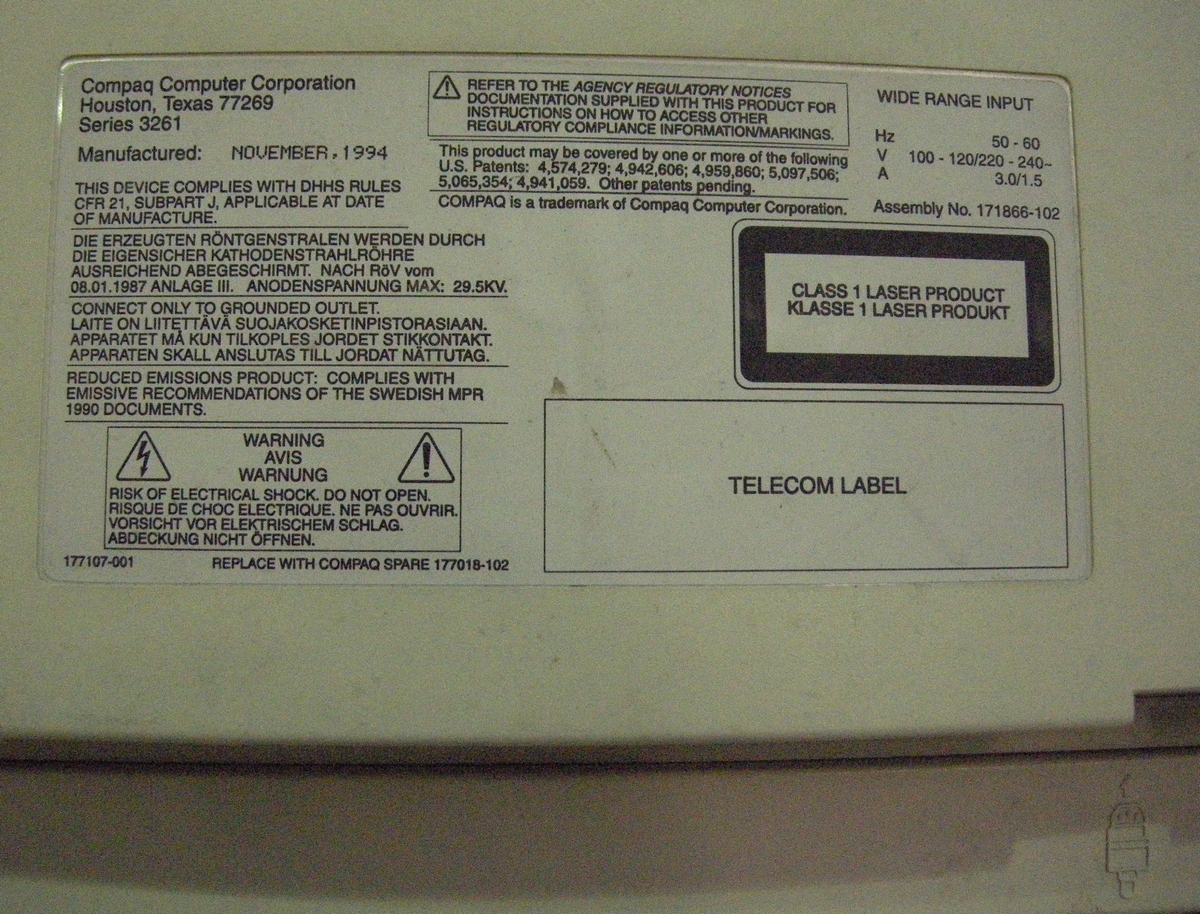 Compaq Computer Corporation
Houston, Texas 77269
Series 3261
Manufactured: NOVEMBER, 1994
THIS DEVICE COMPLIES WITH DHHS RULES
CFR 21, SUBPART J, APPLICABLE AT DATE
OF MANUFACTURE.
DIE ERZEUGTEN RÖNTGENSTRALEN WERDEN DURCH
DIE EIGENSICHER KATHODENSTRAHLRÖHRE
AUSREICHEND ABEGESCHIRMT. NACH RöV vom
08.01.1987 ANLAGE III. ANODENSPANNUNG MAX: 29.5KV.
CONNECT ONLY TO GROUNDED OUTLET.
LAITE ON LIITETTÄVÄ SUOJAKOSKETINPISTORASIAAN.
APPARATET MÅ KUN TILKOPLES JORDET STIKKONTAKT.
APPARATEN SKALL ANSLUTAS TILL JORDAT NÄTTUTAG.
REDUCED EMISSIONS PRODUCT: COMPLIES WITH
EMISSIVE RECOMMENDATIONS OF THE SWEDISH MPR
1990 DOCUMENTS.
WARNING
AVIS
WARNUNG
RISK OF ELECTRICAL SHOCK. DO NOT OPEN.
RISQUE DE CHOC ELECTRIQUE. NE PAS OUVRIR.
VORSICHT VOR ELEKTRISCHEM SCHLAG.
ABDECKUNG NICHT ÖFFNEN.
177107-001 REPLACE WITH COMPAQ SPARE 177018-102
REFER TO THE AGENCY REGULATORY NOTICES
DOCUMENTATION SUPPLIED WITH THIS PRODUCT FOR
INSTRUCTIONS ON HOW TO ACCESS OTHER
REGULATORY COMPLIANCE INFORMATION/MARKINGS.
This product may be covered by one or more of the following
U.S. Patents: 4,574,279; 4,942,606; 4,959,860; 5,097,506;
5,065,354; 4,941,059. Other patents pending.
COMPAQ is a trademark of Compaq Computer Corporation.
WIDE RANGE INPUT
Hz 50 - 60
V 100 - 120/220 - 240~
A 3.0/1.5
Assembly No. 171866-102
CLASS 1 LASER PRODUCT
KLASSE 1 LASER PRODUKT
TELECOM LABEL